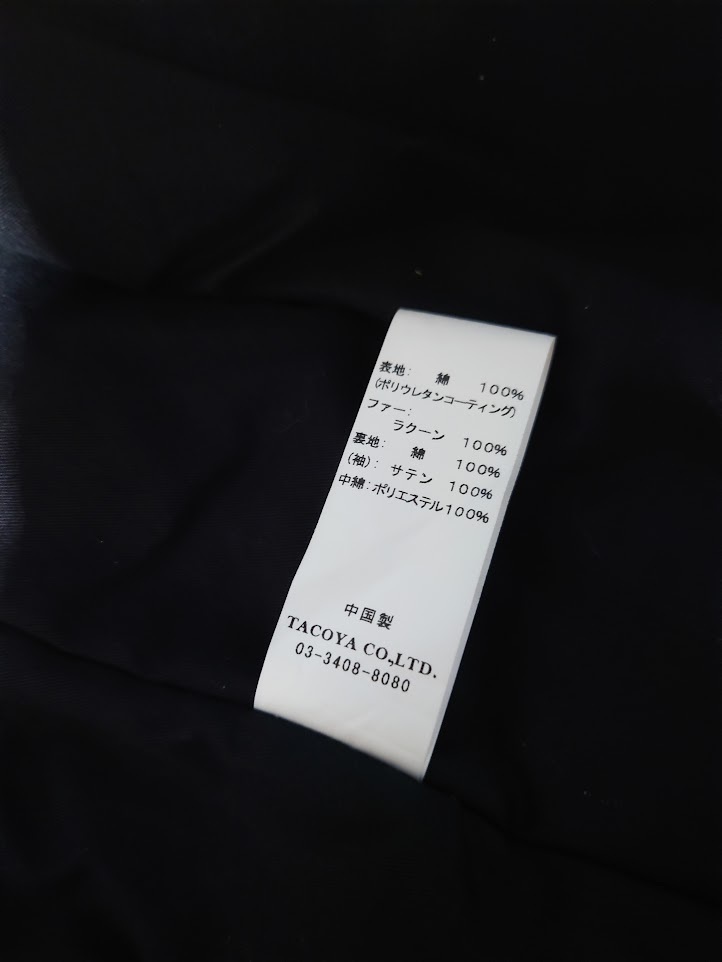 表地: 綿 100%
(ポリウレタンコーティング)
ファー:
ラクーン 100%
裏地: 綿 100%
(袖): サテン 100%
中綿:ポリエステル100%
中国製
TACOYA CO.,LTD.
03-3408-8080